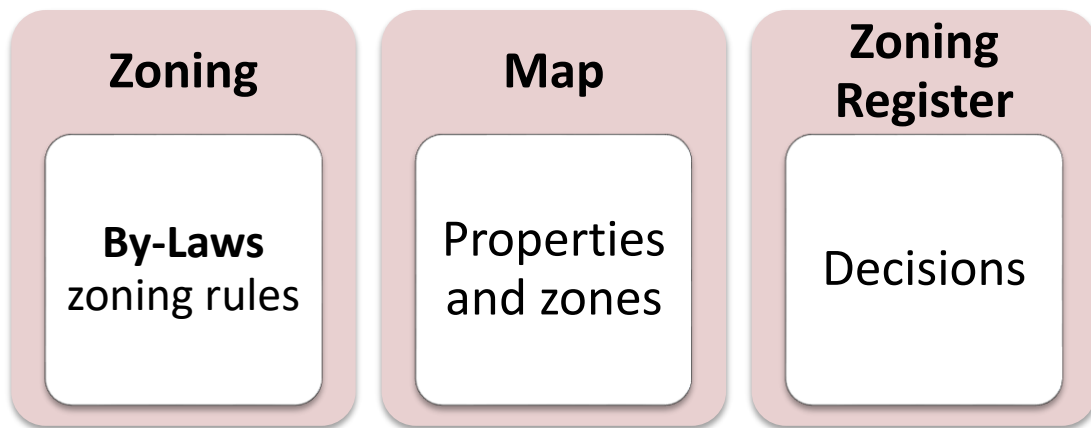 Zoning
By-Laws
zoning rules
Map
Properties
and zones
Zoning
Register
Decisions